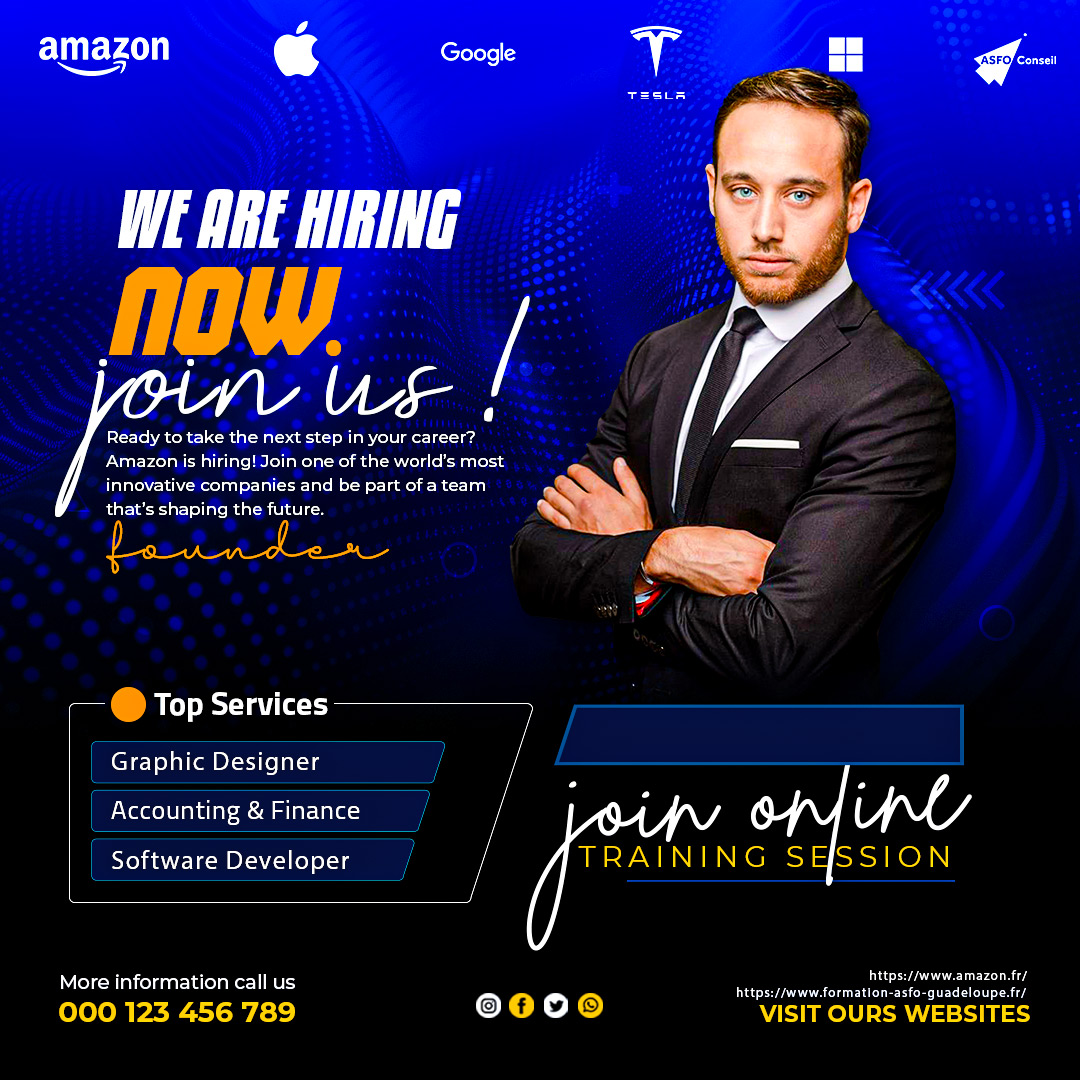 amazon
Google
TESLA
ASFO Conseil
WE ARE HIRING
NOW.
join us !
Ready to take the next step in your career?
Amazon is hiring! Join one of the world’s most
innovative companies and be part of a team
that’s shaping the future.
founder
Top Services
Graphic Designer
Accounting & Finance
Software Developer
join online
TRAINING SESSION
More information call us
000 123 456 789
https://www.amazon.fr/
https://www.formation-asfo-guadeloupe.fr/
VISIT OURS WEBSITES